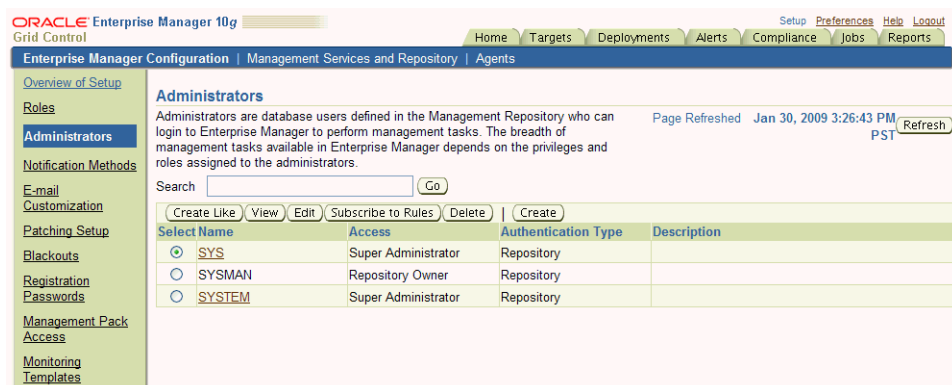 ORACLE Enterprise Manager 10g
Grid Control
Setup Preferences Help Logout
Home Targets Deployments Alerts Compliance Jobs Reports
Enterprise Manager Configuration | Management Services and Repository | Agents
Overview of Setup
Roles
Administrators
Notification Methods
E-mail
Customization
Patching Setup
Blackouts
Registration
Passwords
Management Pack
Access
Monitoring
Templates
Administrators
Administrators are database users defined in the Management Repository who can
login to Enterprise Manager to perform management tasks. The breadth of
management tasks available in Enterprise Manager depends on the privileges and
roles assigned to the administrators.
Page Refreshed Jan 30, 2009 3:26:43 PM
PST
Refresh
Search Go
Create Like View Edit Subscribe to Rules Delete | Create
Select Name Access Authentication Type Description
SYS Super Administrator Repository
SYSMAN Repository Owner Repository
SYSTEM Super Administrator Repository